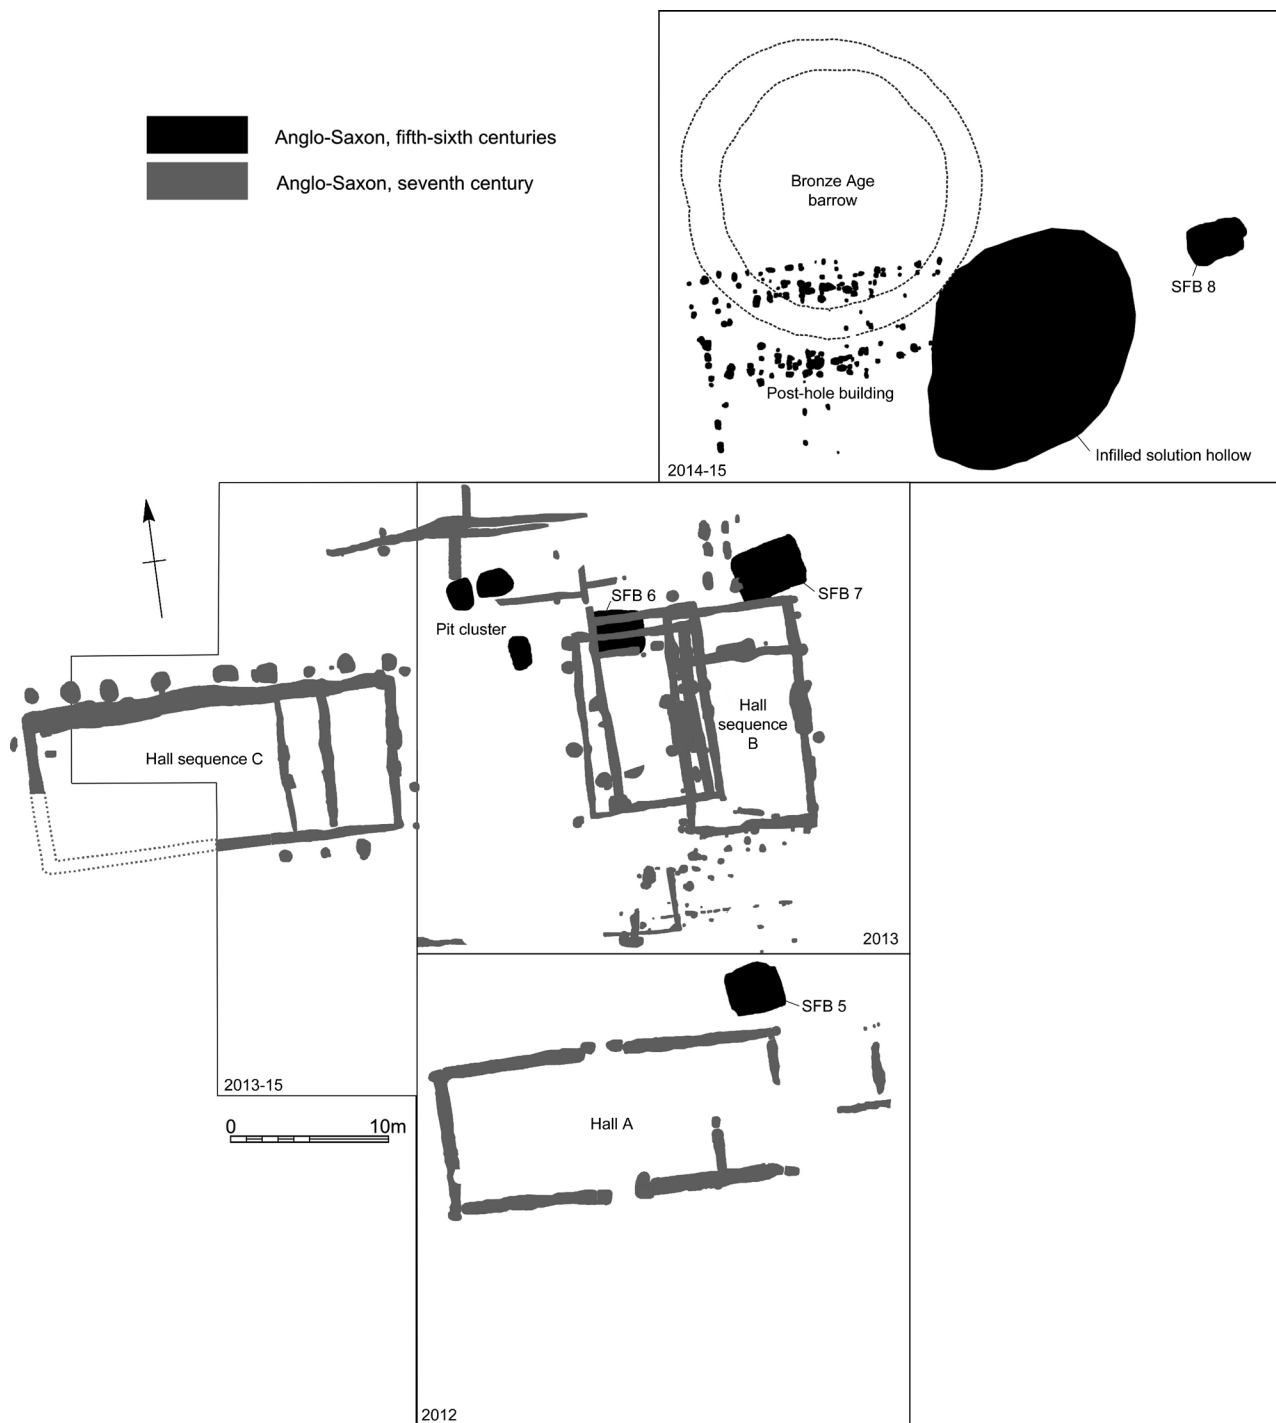 Anglo-Saxon, fifth-sixth centuries
Anglo-Saxon, seventh century
Bronze Age
barrow
SFB 8
Post-hole building
Infilled solution hollow
2014-15
SFB 6
SFB 7
Pit cluster
Hall
sequence
B
Hall sequence C
2013
SFB 5
2013-15
0 10m
Hall A
2012